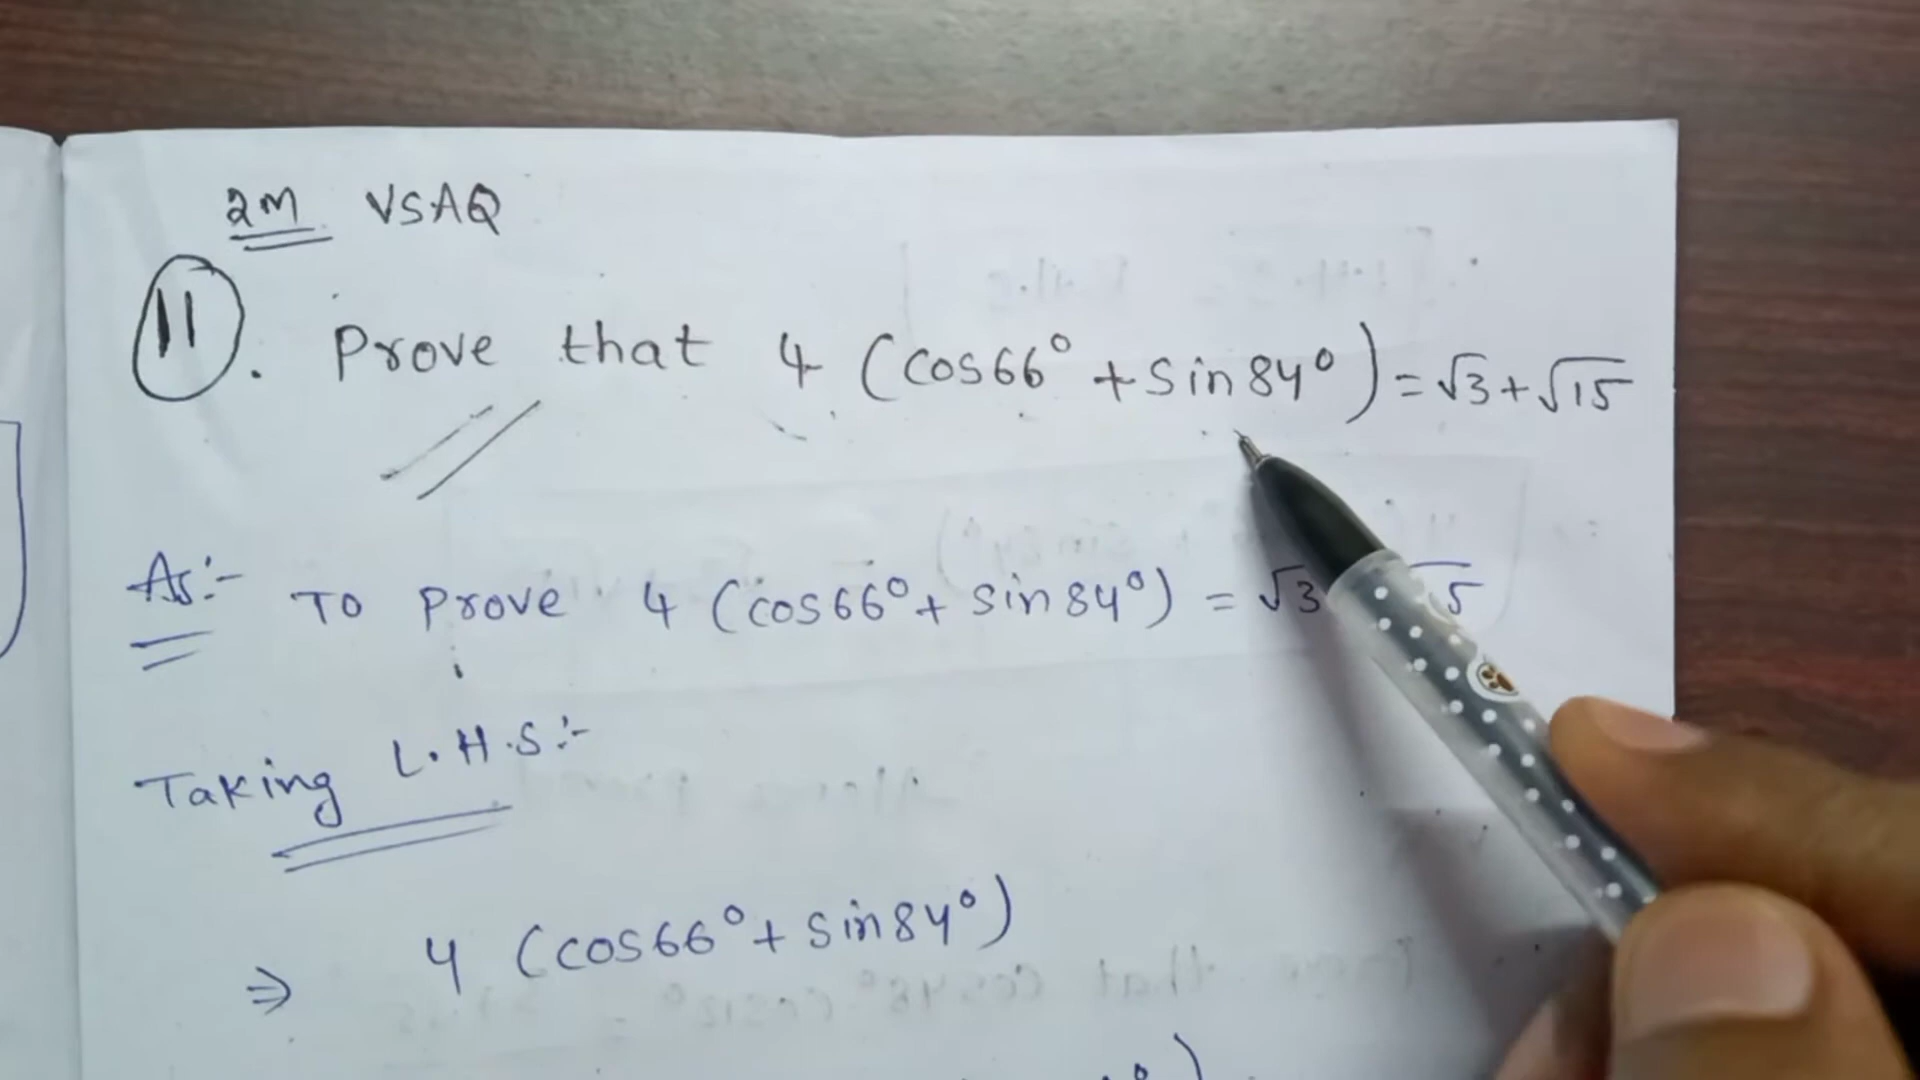 2M VSAQ
11. Prove that 4 (cos66° + sin84°) = √3 + √15
As:- To prove 4 (cos66° + sin84°) = √3 5
Taking L.H.S:-
⇒ 4 (cos66° + sin84°)